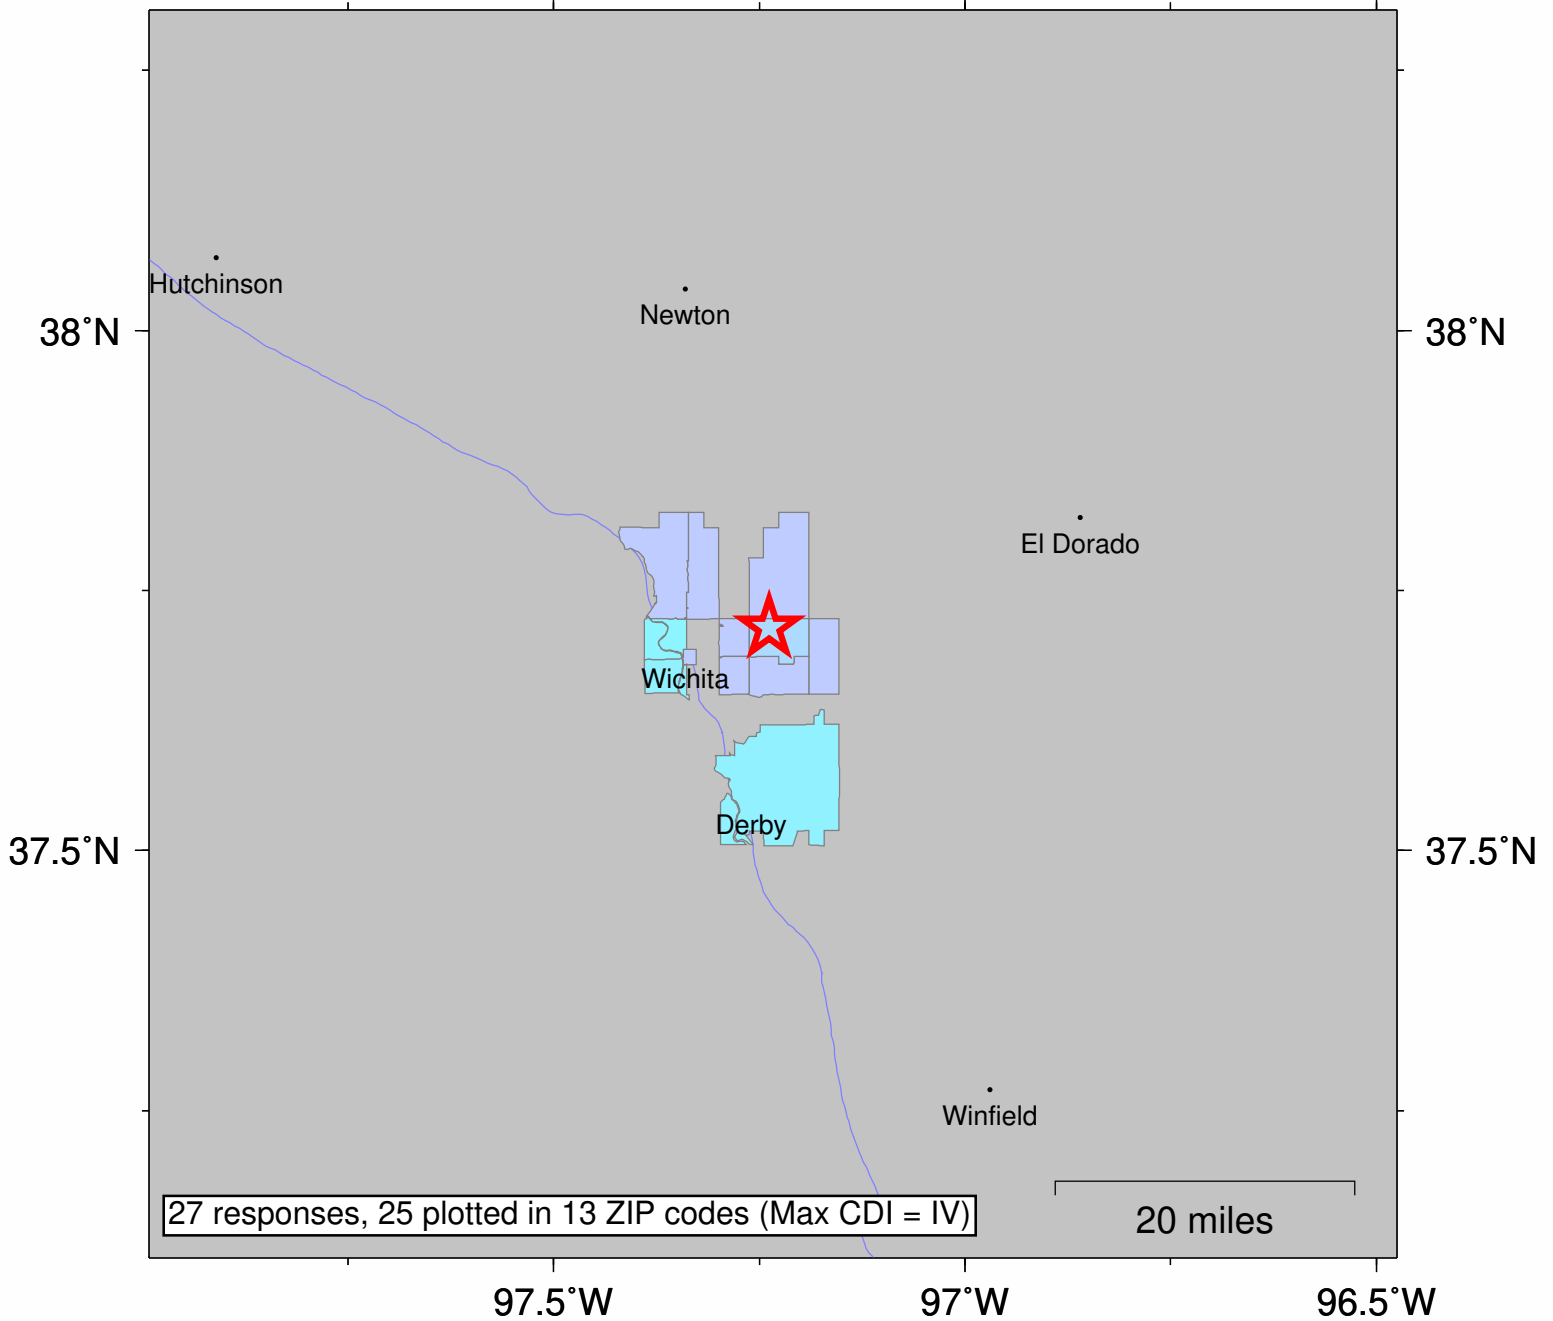 Hutchinson
Newton
38˚N
38˚N
El Dorado
Wichita
Derby
37.5˚N
37.5˚N
Winfield
27 responses, 25 plotted in 13 ZIP codes (Max CDI = IV)
20 miles
97.5˚W
97˚W
96.5˚W